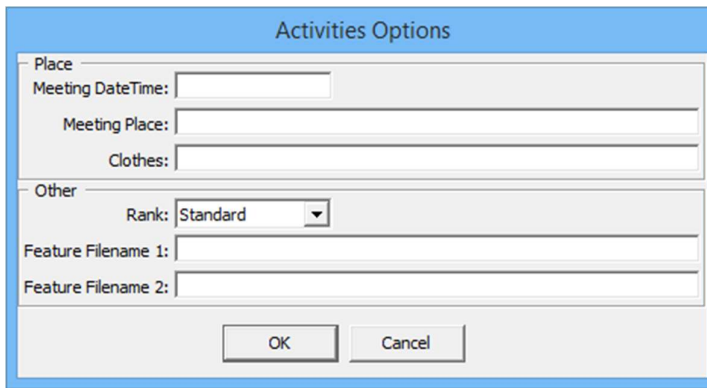 Activities Options
Place
Meeting DateTime:
Meeting Place:
Clothes:
Other
Rank: Standard
Feature Filename 1:
Feature Filename 2:
OK Cancel